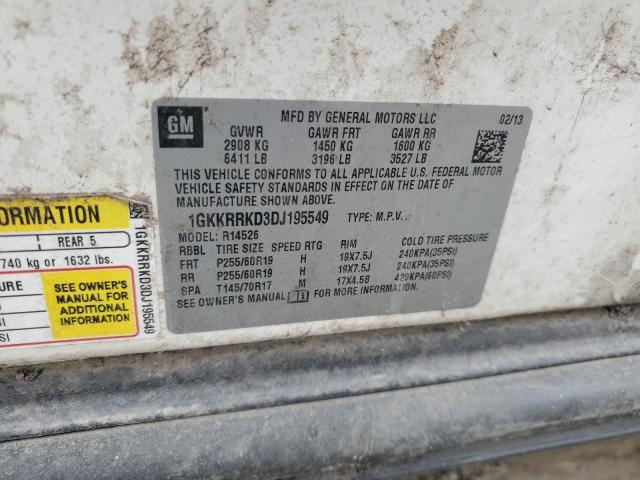 GM
MFD BY GENERAL MOTORS LLC 02/13
GVWR GAWR FRT GAWR RR
2908 KG 1450 KG 1600 KG
6411 LB 3196 LB 3527 LB
THIS VEHICLE CONFORMS TO ALL APPLICABLE U.S. FEDERAL MOTOR
VEHICLE SAFETY STANDARDS IN EFFECT ON THE DATE OF
MANUFACTURE SHOWN ABOVE.
1GKKRRKD3DJ195549 TYPE: M.P.V.
MODEL: R14526
RBBL TIRE SIZE SPEED RTG RIM COLD TIRE PRESSURE
FRT P255/60R19 H 19X7.5J 240KPA(35PSI)
RR P255/60R19 H 19X7.5J 240KPA(35PSI)
SPA T145/70R17 M 17X4.5B 420KPA(60PSI)
SEE OWNER'S MANUAL FOR MORE INFORMATION.
FORMATION
REAR 5
740 kg or 1632 lbs.
SEE OWNER'S
MANUAL FOR
ADDITIONAL
INFORMATION
1GKKRRKD3DJ195549